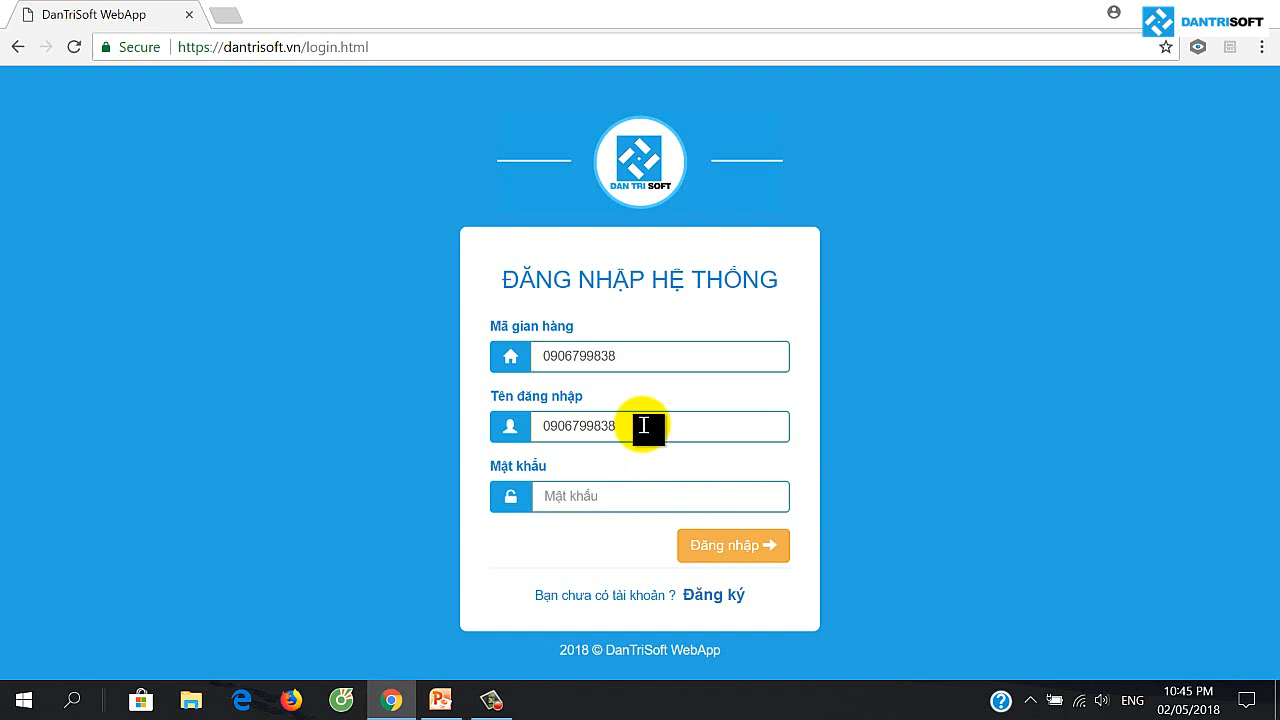 DanTriSoft WebApp
DANTRISOFT
Secure
https://dantrisoft.vn/login.html
DAN TRI SOFT
ĐĂNG NHẬP HỆ THỐNG
Mã gian hàng
0906799838
Tên đăng nhập
0906799838
Mật khẩu
Mật khẩu
Đăng nhập
Bạn chưa có tài khoản ? Đăng ký
2018 © DanTriSoft WebApp
ENG
10:45 PM
02/05/2018